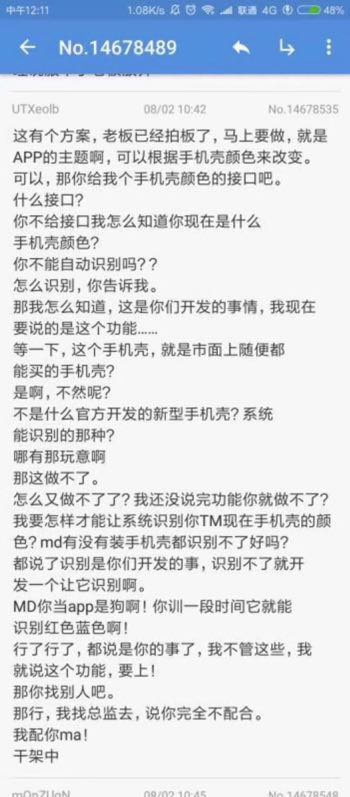 中午12:11 1.08K/s 联通 4G 48%
No.14678489
UTXeolb 08/02 10:42 No.14678535
这有个方案，老板已经拍板了，马上要做，就是
APP的主题啊，可以根据手机壳颜色来改变。
可以，那你给我个手机壳颜色的接口吧。
什么接口？
你不给接口我怎么知道你现在是什么
手机壳颜色？
你不能自动识别吗？？
怎么识别，你告诉我。
那我怎么知道，这是你们开发的事情，我现在
要说的是这个功能……
等一下，这个手机壳，就是市面上随便都
能买的手机壳？
是啊，不然呢？
不是什么官方开发的新型手机壳？系统
能识别的那种？
哪有那玩意啊
那这做不了。
怎么又做不了了？我还没说完功能你就做不了？
我要怎样才能让系统识别你TM现在手机壳的颜
色？md有没有装手机壳都识别不了好吗？
都说了识别是你们开发的事，识别不了就开
发一个让它识别啊。
MD你当app是狗啊！你训一段时间它就能
识别红色蓝色啊！
行了行了，都说是你的事了，我不管这些，我
就说这个功能，要上！
那你找别人吧。
那行，我找总监去，说你完全不配合。
我配你ma！
干架中
08/02 10:45 No.14678548